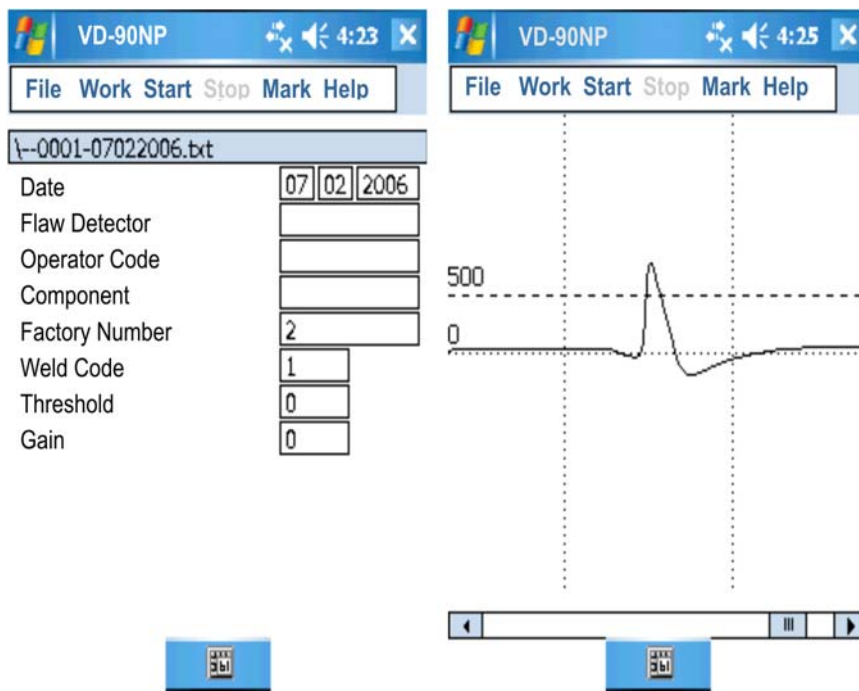 VD-90NP 4:23
File Work Start Stop Mark Help
\--0001-07022006.txt
Date 07 02 2006
Flaw Detector
Operator Code
Component
Factory Number 2
Weld Code 1
Threshold 0
Gain 0
VD-90NP 4:25
File Work Start Stop Mark Help
500
0